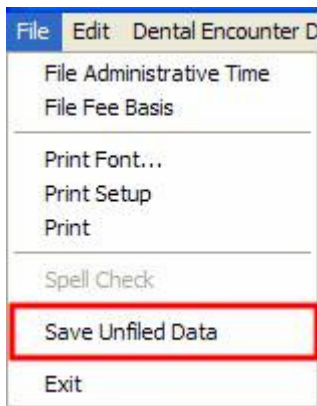 File Edit Dental Encounter D
File Administrative Time
File Fee Basis
Print Font...
Print Setup
Print
Spell Check
Save Unfiled Data
Exit